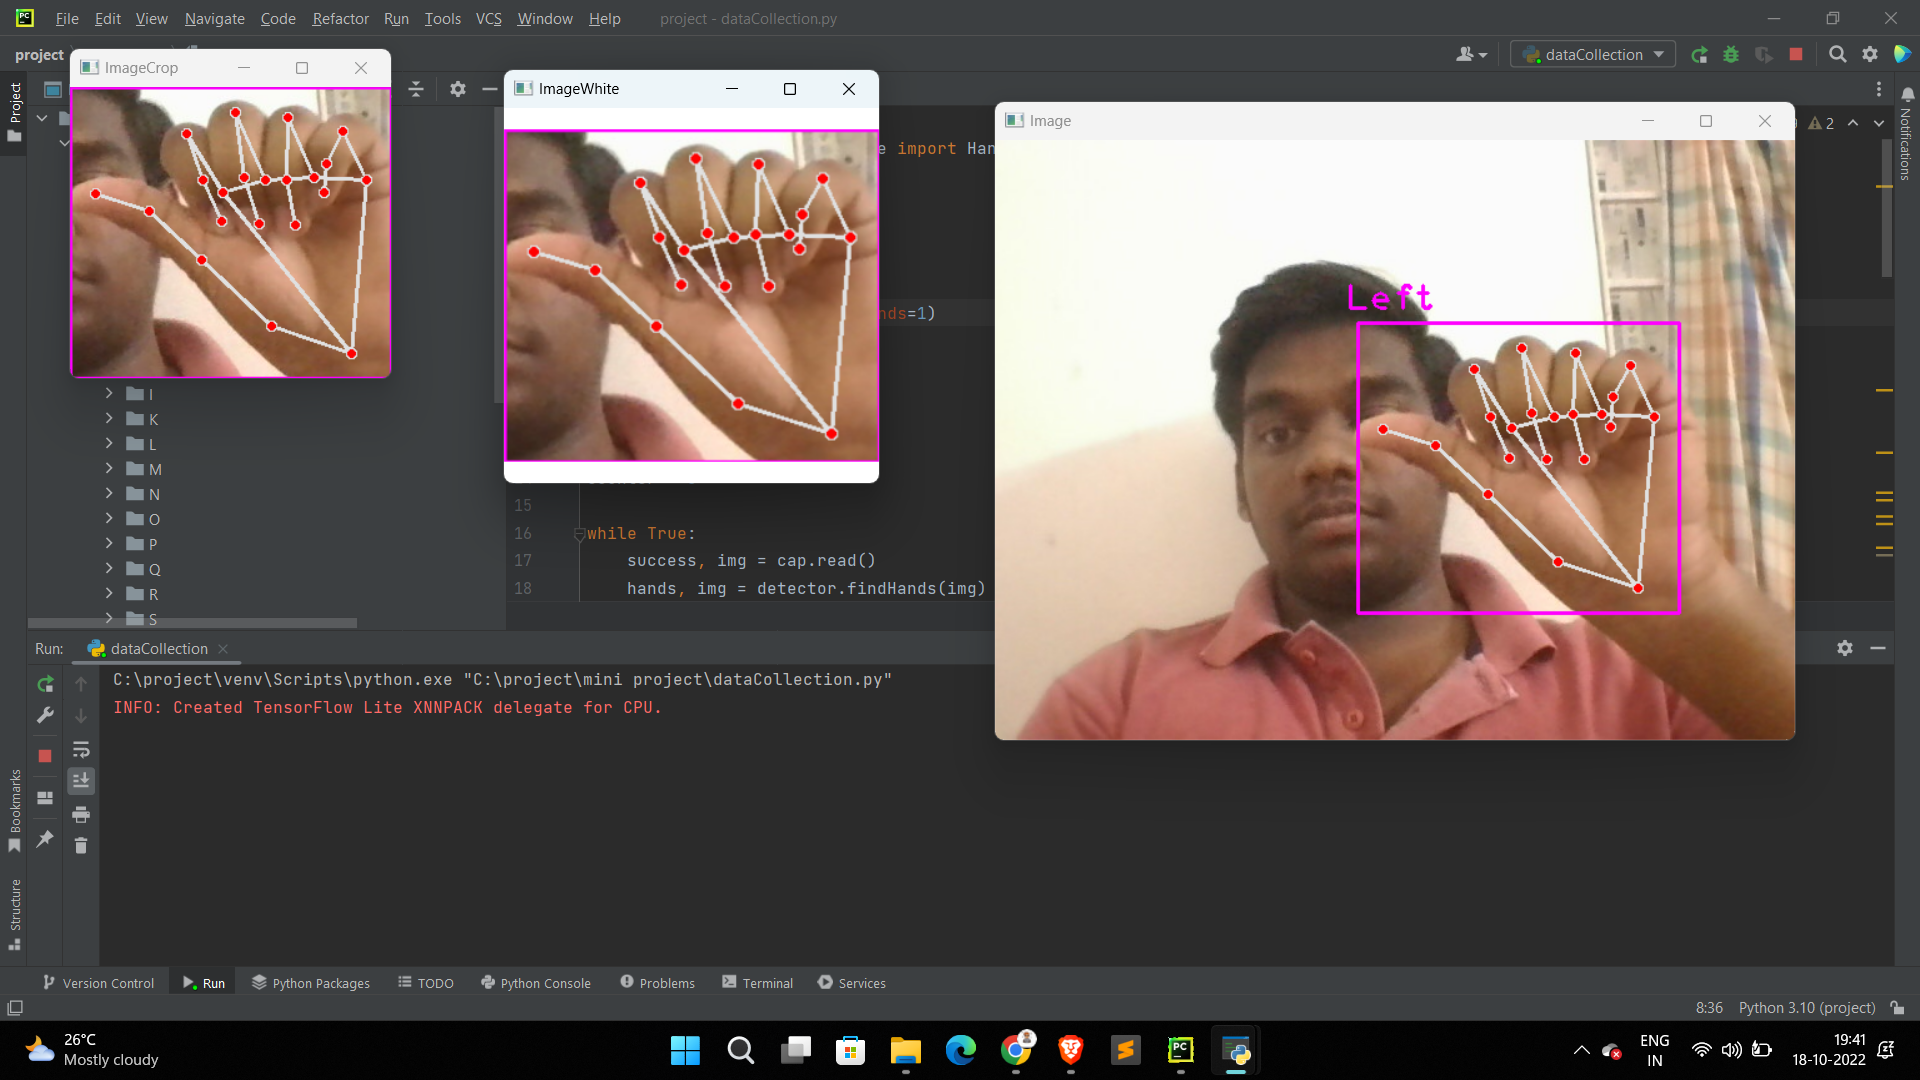 File Edit View Navigate Code Refactor Run Tools VCS Window Help project - dataCollection.py
project
dataCollection
ImageCrop
ImageWhite
Image
Project
Notifications
2
import Han
nds=1)
Left
I
K
L
M
N
O
P
Q
R
S
15
16 while True:
17 success, img = cap.read()
18 hands, img = detector.findHands(img)
Run: dataCollection
C:\project\venv\Scripts\python.exe "C:\project\mini project\dataCollection.py"
INFO: Created TensorFlow Lite XNNPACK delegate for CPU.
Bookmarks
Structure
Version Control Run Python Packages TODO Python Console Problems Terminal Services
8:36 Python 3.10 (project)
26°C
Mostly cloudy
ENG
IN
19:41
18-10-2022